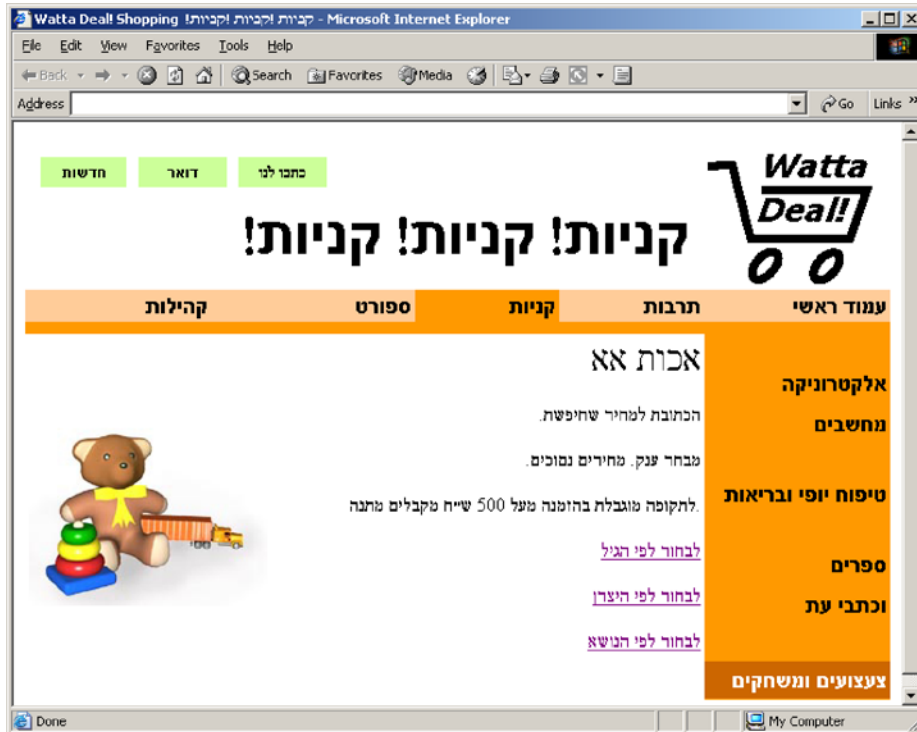 Watta Deal! Shopping !קניות! קניות! קניות - Microsoft Internet Explorer
File Edit View Favorites Tools Help
Back Search Favorites Media
Address Go Links »
Watta
Deal!
כתבו לנו
דואר
חדשות
קניות! קניות! קניות!
עמוד ראשי תרבות קניות ספורט קהילות
אלקטרוניקה
מחשבים
טיפוח יופי ובריאות
ספרים
וכתבי עת
צעצועים ומשחקים
אכות אא
הכתובת למחיר שחיפשת.
מבחר ענק. מחירים נמוכים.
.לתקופה מוגבלת בהזמנה מעל 500 ש״ח מקבלים מתנה
לבחור לפי הגיל
לבחור לפי היצרן
לבחור לפי הנושא
Done My Computer